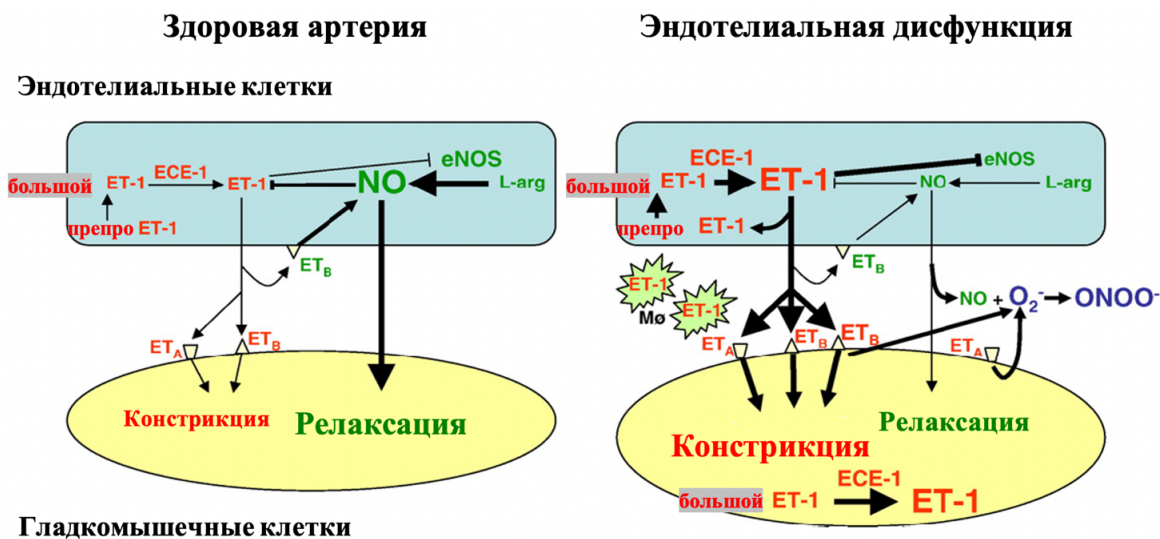 Здоровая артерия
Эндотелиальная дисфункция
Эндотелиальные клетки
eNOS
ECE-1
большой ET-1
ET-1
NO
L-arg
препро ET-1
ETB
ETA
ETB
Констрикция
Релаксация
ECE-1
eNOS
большой ET-1
ET-1
NO
L-arg
препро
ET-1
ETB
ET-1
Mø
ET-1
NO + O2- ONOO-
ETA
ETB
ETB
ETA
Релаксация
Констрикция
ECE-1
большой ET-1
ET-1
Гладкомышечные клетки